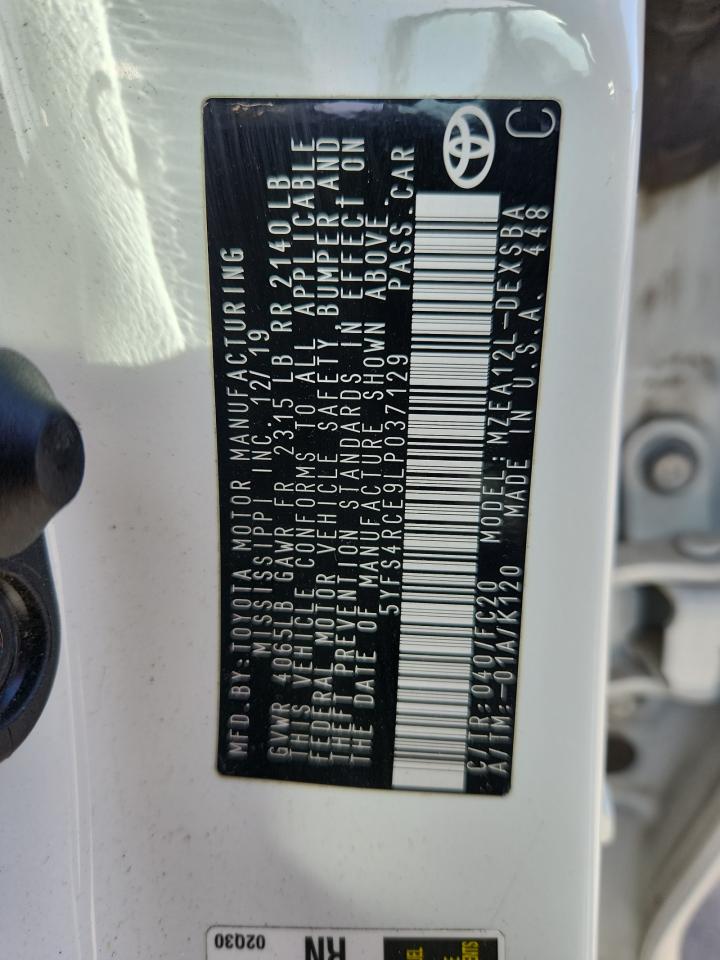 MFD.BY:TOYOTA MOTOR MANUFACTURING
MISSISSIPPI INC. 12/19
GVWR 4065LB GAWR FR 2315 LB RR 2140LB
THIS VEHICLE CONFORMS TO ALL APPLICABLE
FEDERAL MOTOR VEHICLE SAFETY, BUMPER AND
THEFT PREVENTION STANDARDS IN EFFECT ON
THE DATE OF MANUFACTURE SHOWN ABOVE.
5YFS4RCE9LP037129 PASS.CAR
C/TR:040/FC20 MODEL:MZEA12L-DEXSBA
A/TM:-01A/K120 MADE IN U.S.A. 448
C
02Q30
RN